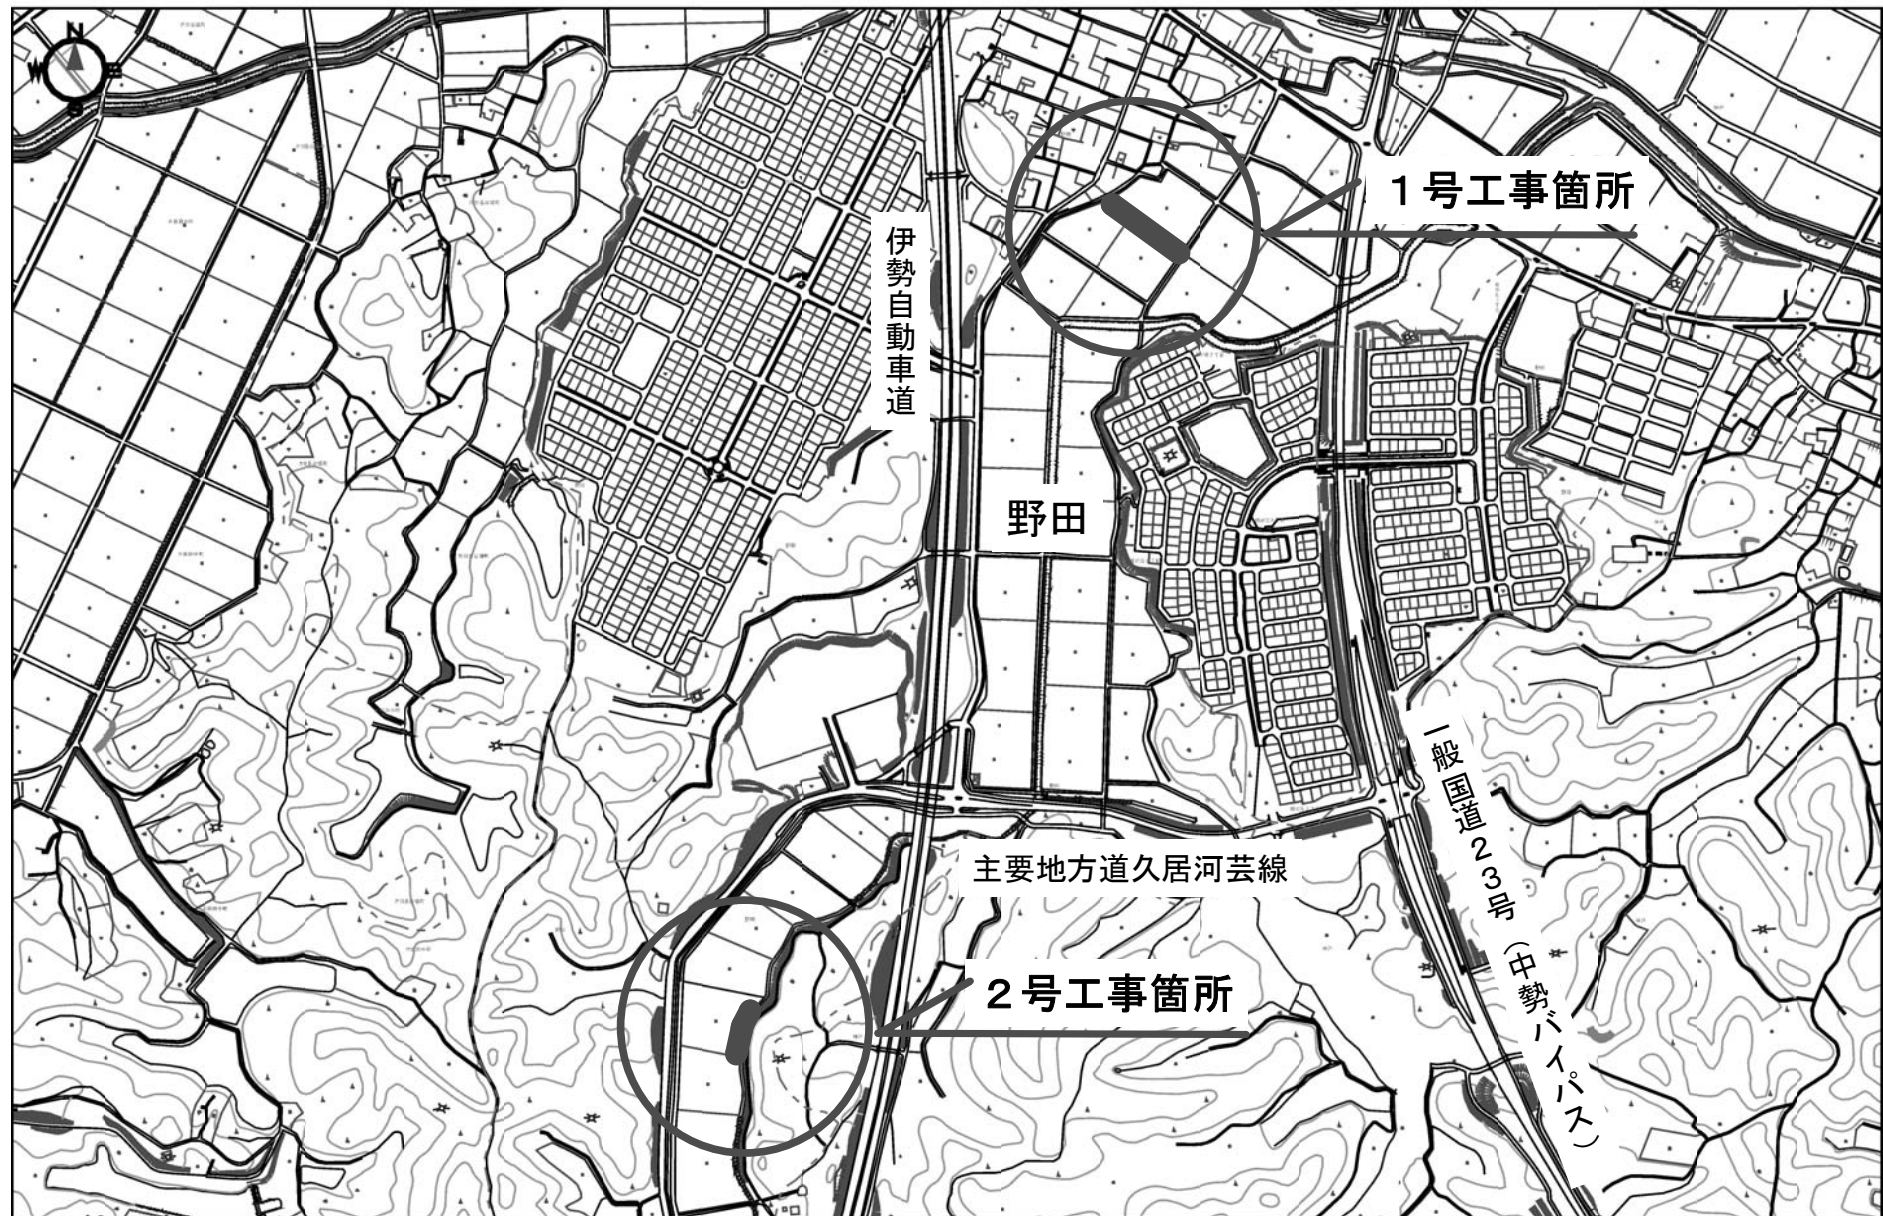 N
W E
S
1号工事箇所
伊勢自動車道
野田
一般国道23号（中勢バイパス）
主要地方道久居河芸線
2号工事箇所